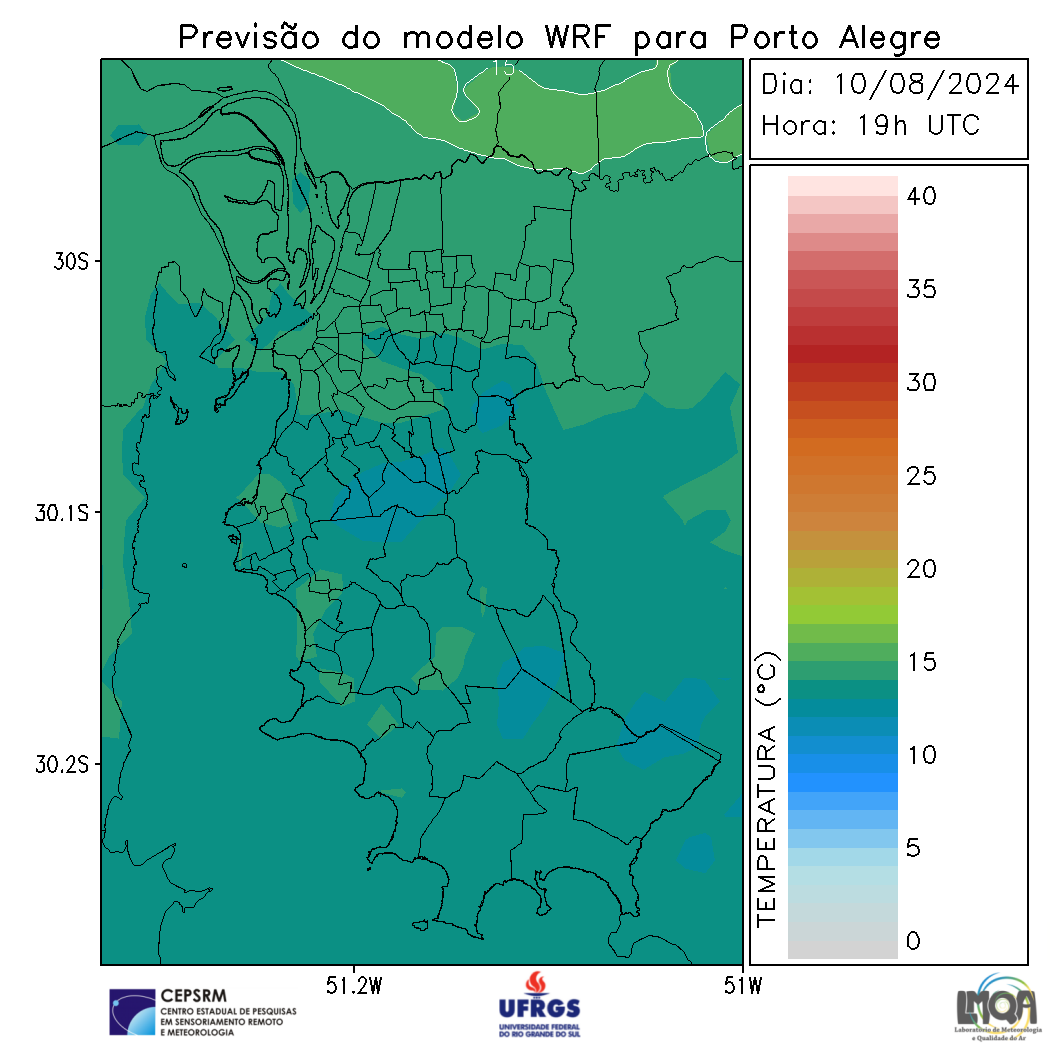 Previsão do modelo WRF para Porto Alegre
Dia: 10/08/2024
Hora: 19h UTC
15
30S
30.1S
30.2S
51.2W
51W
40
35
30
25
20
15
10
5
0
TEMPERATURA (°C)
CEPSRM
CENTRO ESTADUAL DE PESQUISAS
EM SENSORIAMENTO REMOTO
E METEOROLOGIA
UFRGS
UNIVERSIDADE FEDERAL
DO RIO GRANDE DO SUL
LMQA
Laboratório de Meteorologia
e Qualidade do Ar